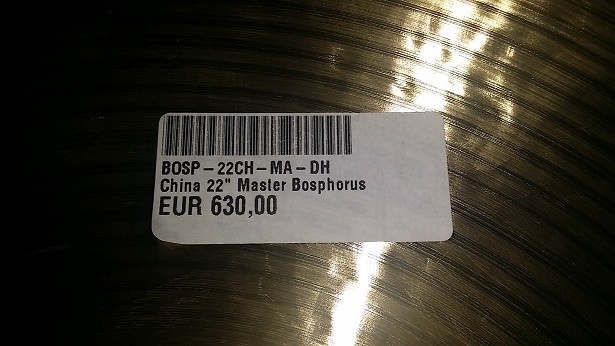 BOSP-22CH-MA-DH
China 22" Master Bosphorus
EUR 630,00